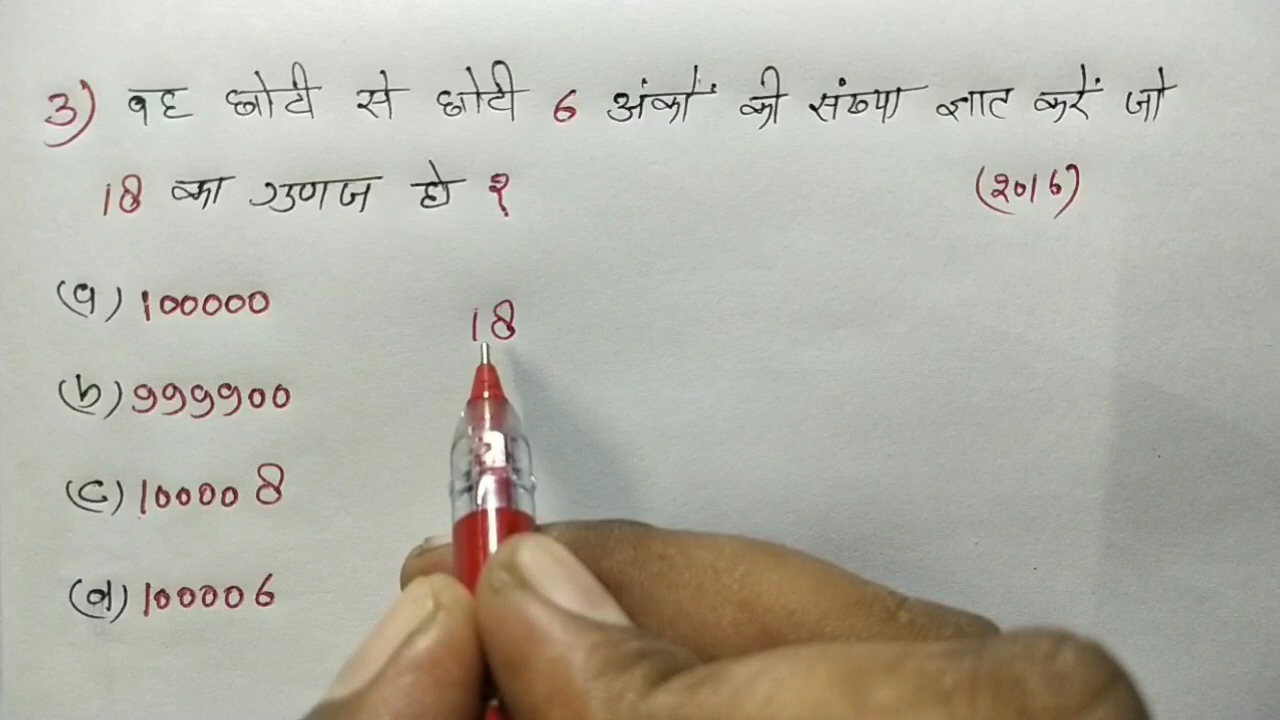 3) वह छोटी से छोटी 6 अंकों की संख्या ज्ञात करें जो
18 का गुणज हो ? (2016)
(a) 100000
18
(b) 999900
(c) 100008
(d) 100006